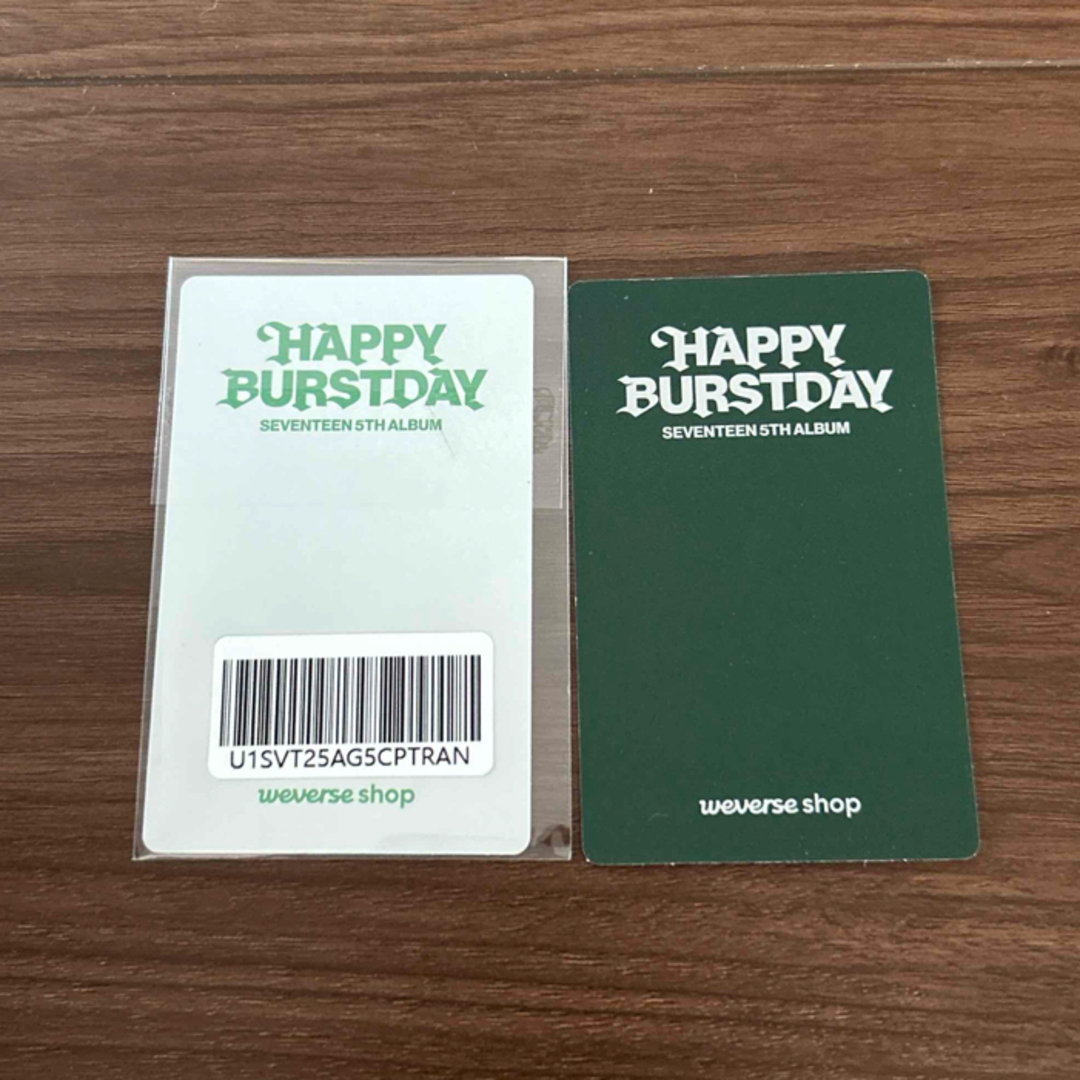 HAPPY
BURSTDAY
SEVENTEEN 5TH ALBUM
U1SVT25AG5CPTRAN
weverse shop
HAPPY
BURSTDAY
SEVENTEEN 5TH ALBUM
weverse shop